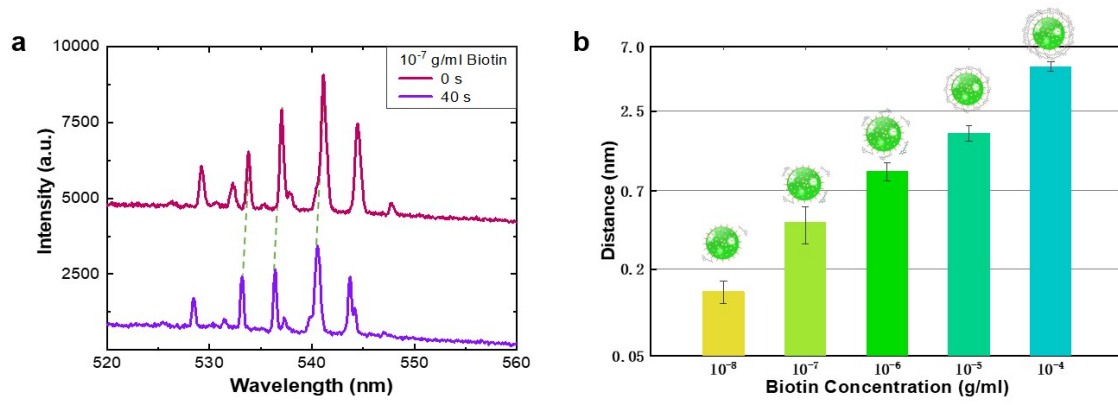 a
10000
7500
5000
2500
Intensity (a.u.)
520
530
540
550
560
Wavelength (nm)
10⁻⁷ g/ml Biotin
0 s
40 s
b
7.0
2.5
0.7
0.2
0.05
Distance (nm)
10⁻⁸
10⁻⁷
10⁻⁶
10⁻⁵
10⁻⁴
Biotin Concentration (g/ml)